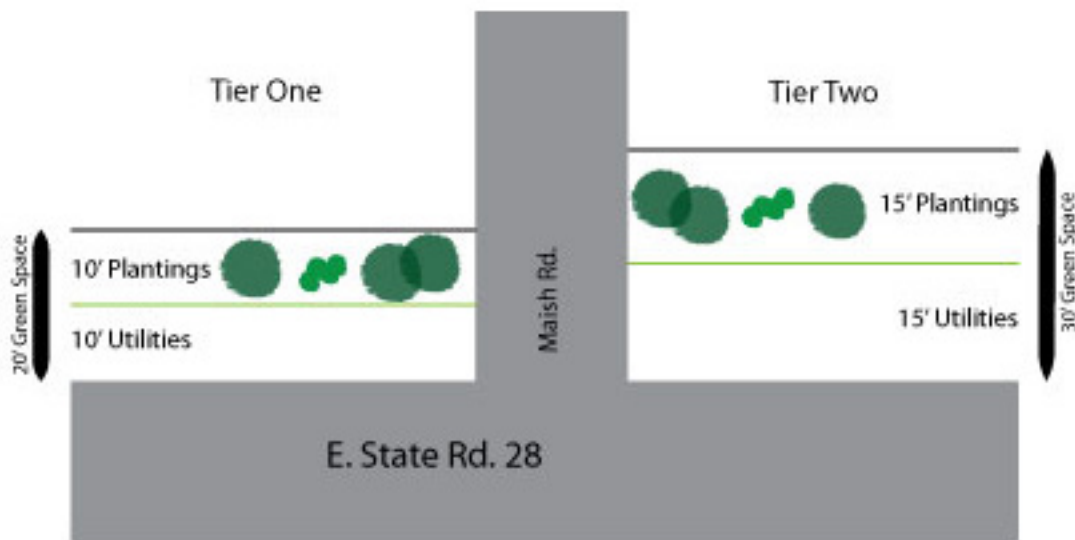 Tier One
Tier Two
20' Green Space
10' Plantings
10' Utilities
Maish Rd.
15' Plantings
15' Utilities
30' Green Space
E. State Rd. 28